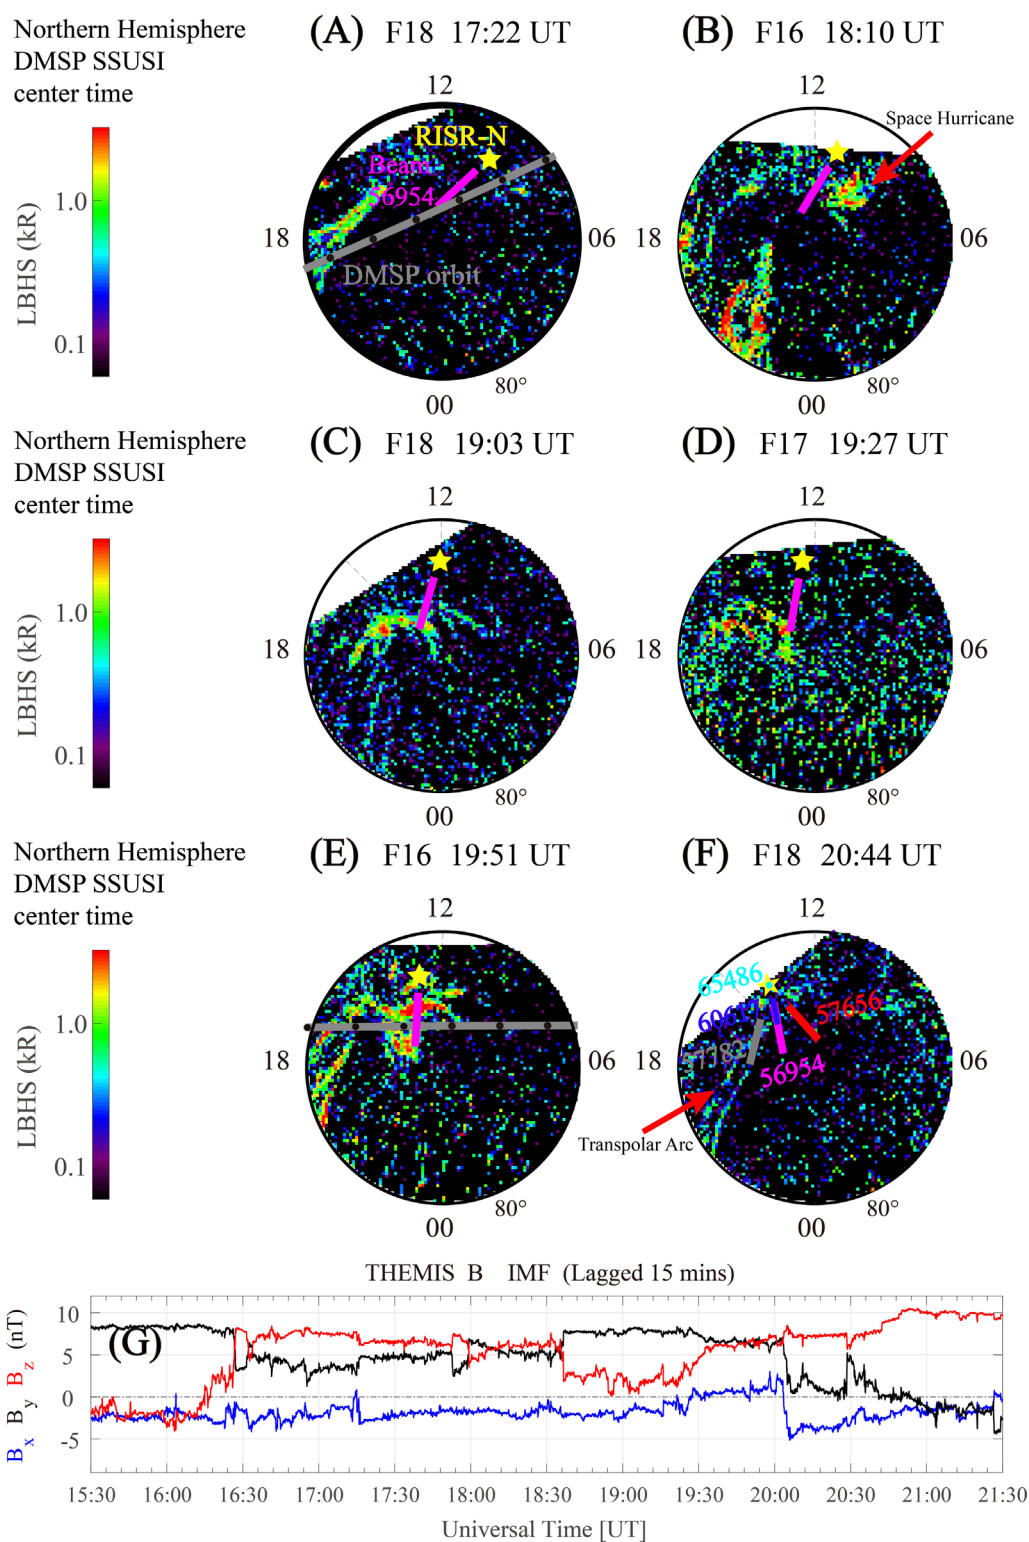 Northern Hemisphere
DMSP SSUSI
center time
(A) F18 17:22 UT
(B) F16 18:10 UT
12
RISR-N
Beam
56954
DMSP orbit
18
06
00
80°
12
Space Hurricane
18
06
00
80°
LBHS (kR)
1.0
0.1
Northern Hemisphere
DMSP SSUSI
center time
(C) F18 19:03 UT
(D) F17 19:27 UT
12
18
06
00
80°
12
18
06
00
80°
LBHS (kR)
1.0
0.1
Northern Hemisphere
DMSP SSUSI
center time
(E) F16 19:51 UT
(F) F18 20:44 UT
12
18
06
00
80°
12
65486
60617
57656
57782
56954
Transpolar Arc
18
06
00
80°
LBHS (kR)
1.0
0.1
THEMIS B IMF (Lagged 15 mins)
(G)
Bx By Bz (nT)
10
5
0
-5
15:30 16:00 16:30 17:00 17:30 18:00 18:30 19:00 19:30 20:00 20:30 21:00 21:30
Universal Time [UT]